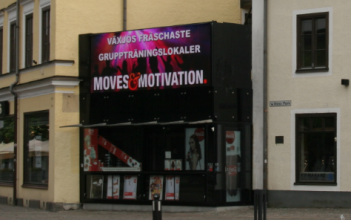 VÄXJÖS FRÄSCHASTE
GRUPPTRÄNINGSLOKALER
MOVES&MOTIVATION.